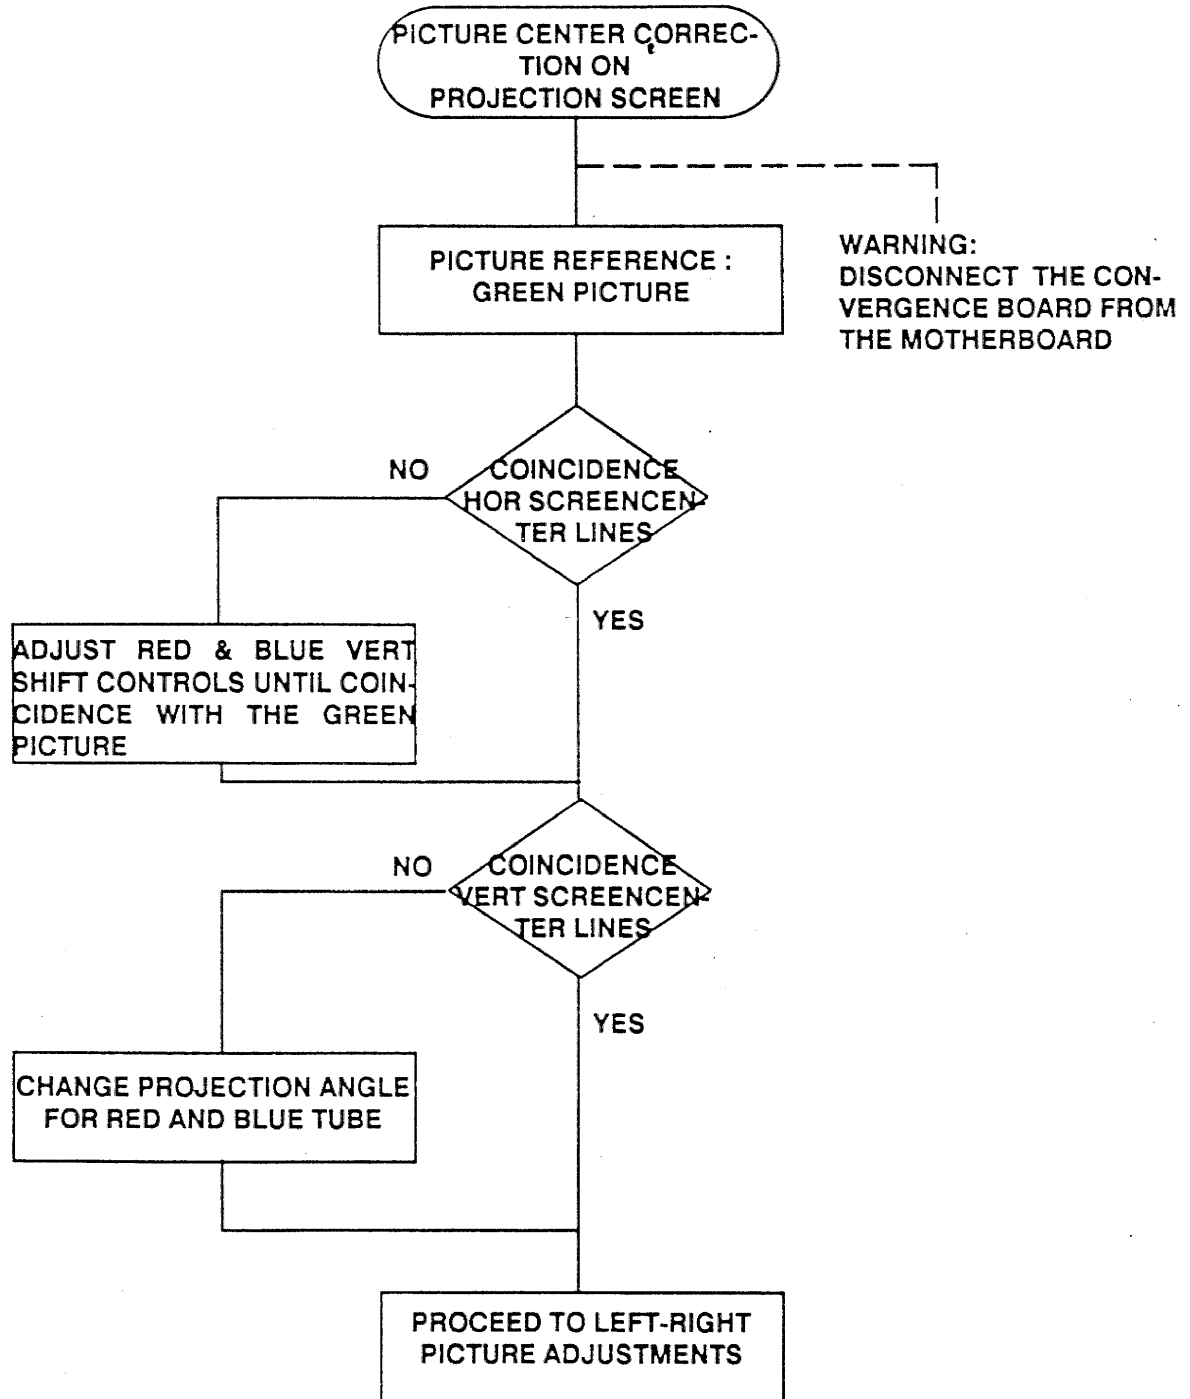 PICTURE CENTER CORREC-
TION ON
PROJECTION SCREEN
PICTURE REFERENCE :
GREEN PICTURE
WARNING:
DISCONNECT THE CON-
VERGENCE BOARD FROM
THE MOTHERBOARD
NO
COINCIDENCE
HOR SCREENCEN-
TER LINES
YES
ADJUST RED & BLUE VERT
SHIFT CONTROLS UNTIL COIN-
CIDENCE WITH THE GREEN
PICTURE
NO
COINCIDENCE
VERT SCREENCEN-
TER LINES
YES
CHANGE PROJECTION ANGLE
FOR RED AND BLUE TUBE
PROCEED TO LEFT-RIGHT
PICTURE ADJUSTMENTS